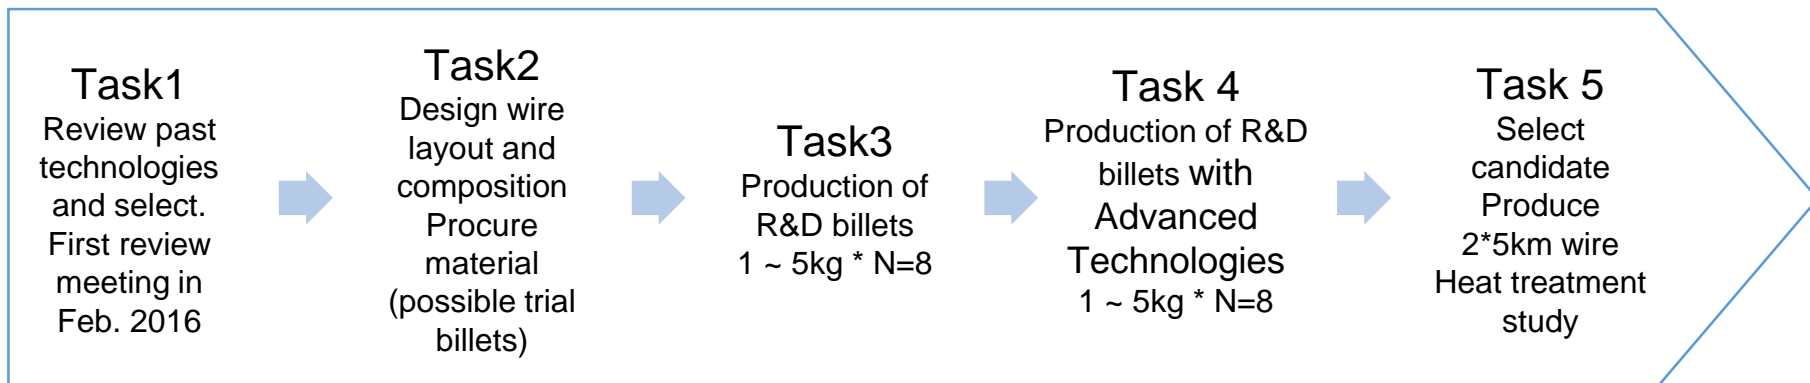 Task1
Review past
technologies
and select.
First review
meeting in
Feb. 2016
Task2
Design wire
layout and
composition
Procure
material
(possible trial
billets)
Task3
Production of
R&D billets
1 ~ 5kg * N=8
Task 4
Production of R&D
billets with
Advanced
Technologies
1 ~ 5kg * N=8
Task 5
Select
candidate
Produce
2*5km wire
Heat treatment
study